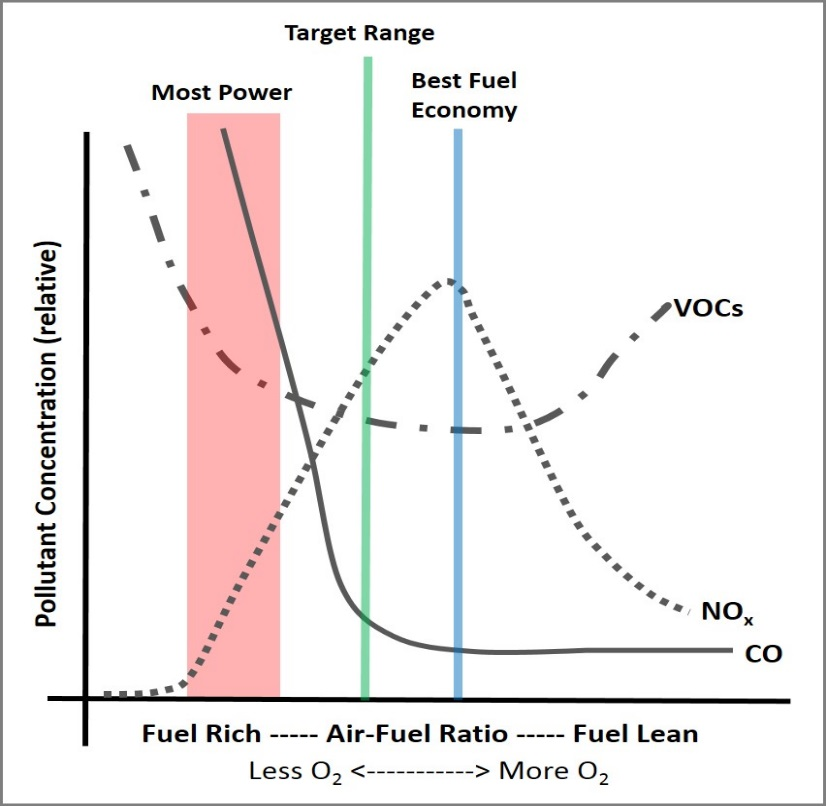 Target Range
Most Power
Best Fuel
Economy
Pollutant Concentration (relative)
VOCs
NOx
CO
Fuel Rich ----- Air-Fuel Ratio ----- Fuel Lean
Less O2 <------------> More O2